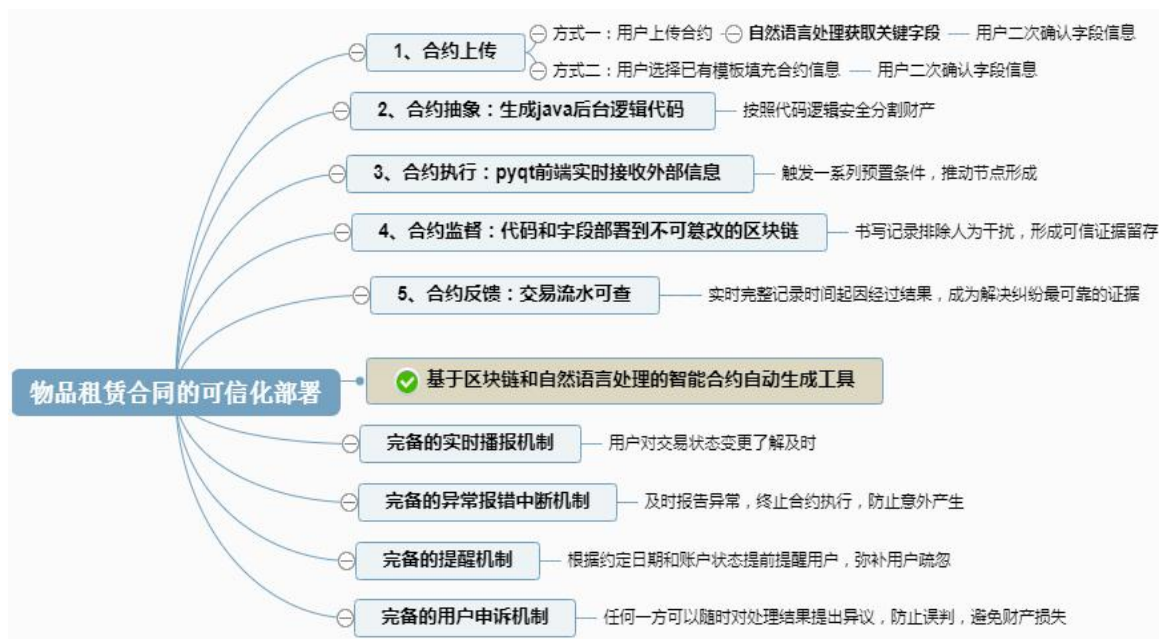 1、合约上传
方式一：用户上传合约
自然语言处理获取关键字段
用户二次确认字段信息
方式二：用户选择已有模板填充合约信息
用户二次确认字段信息
2、合约抽象：生成java后台逻辑代码
按照代码逻辑安全分割财产
3、合约执行：pyqt前端实时接收外部信息
触发一系列预置条件，推动节点形成
4、合约监督：代码和字段部署到不可篡改的区块链
书写记录排除人为干扰，形成可信证据留存
5、合约反馈：交易流水可查
实时完整记录时间起因经过结果，成为解决纠纷最可靠的证据
物品租赁合同的可信化部署
基于区块链和自然语言处理的智能合约自动生成工具
完备的实时播报机制
用户对交易状态变更了解及时
完备的异常报错中断机制
及时报告异常，终止合约执行，防止意外产生
完备的提醒机制
根据约定日期和账户状态提前提醒用户，弥补用户疏忽
完备的用户申诉机制
任何一方可以随时对处理结果提出异议，防止误判，避免财产损失